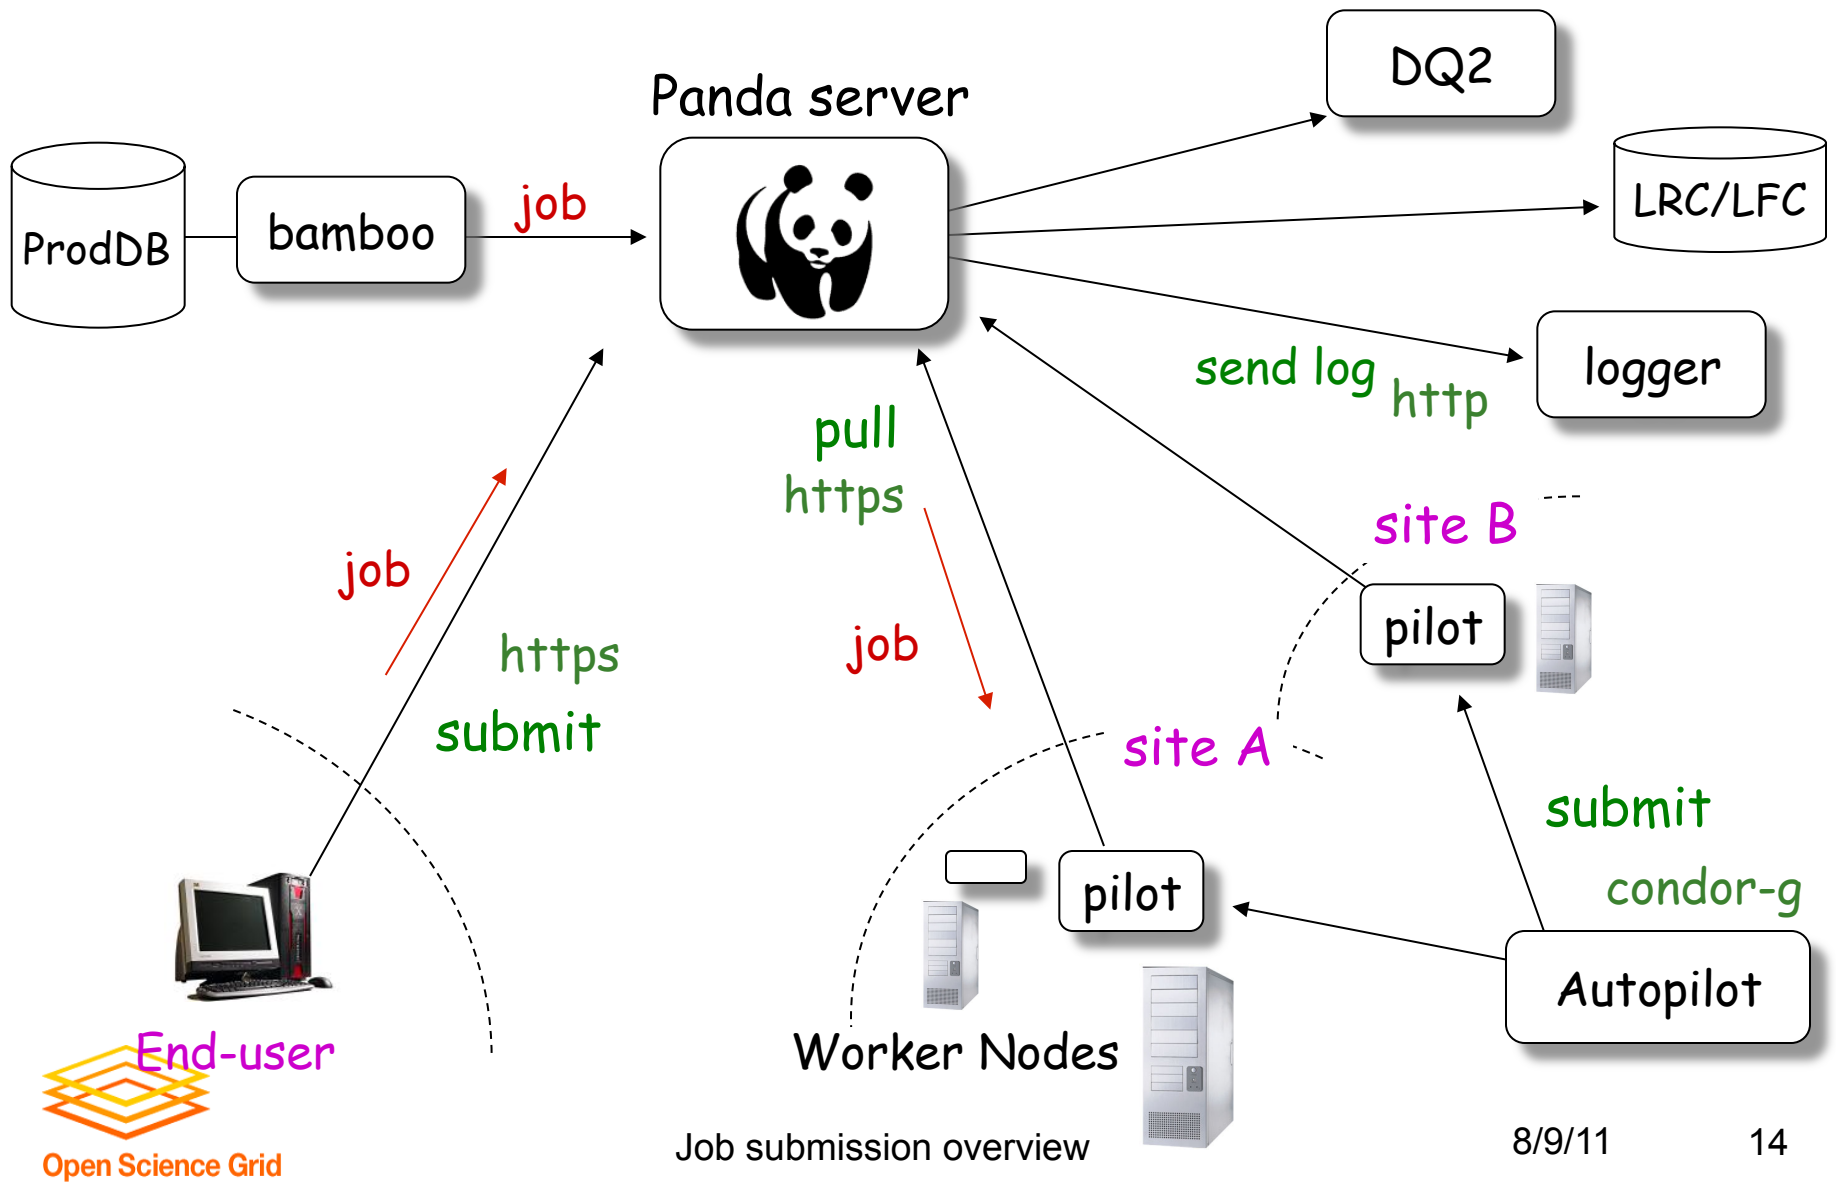 DQ2
Panda server
LRC/LFC
job
bamboo
ProdDB
send log
http
logger
pull
https
site B
job
job
pilot
https
submit
site A
submit
condor-g
pilot
Autopilot
End-user
Worker Nodes
Job submission overview
8/9/11
14
Open Science Grid